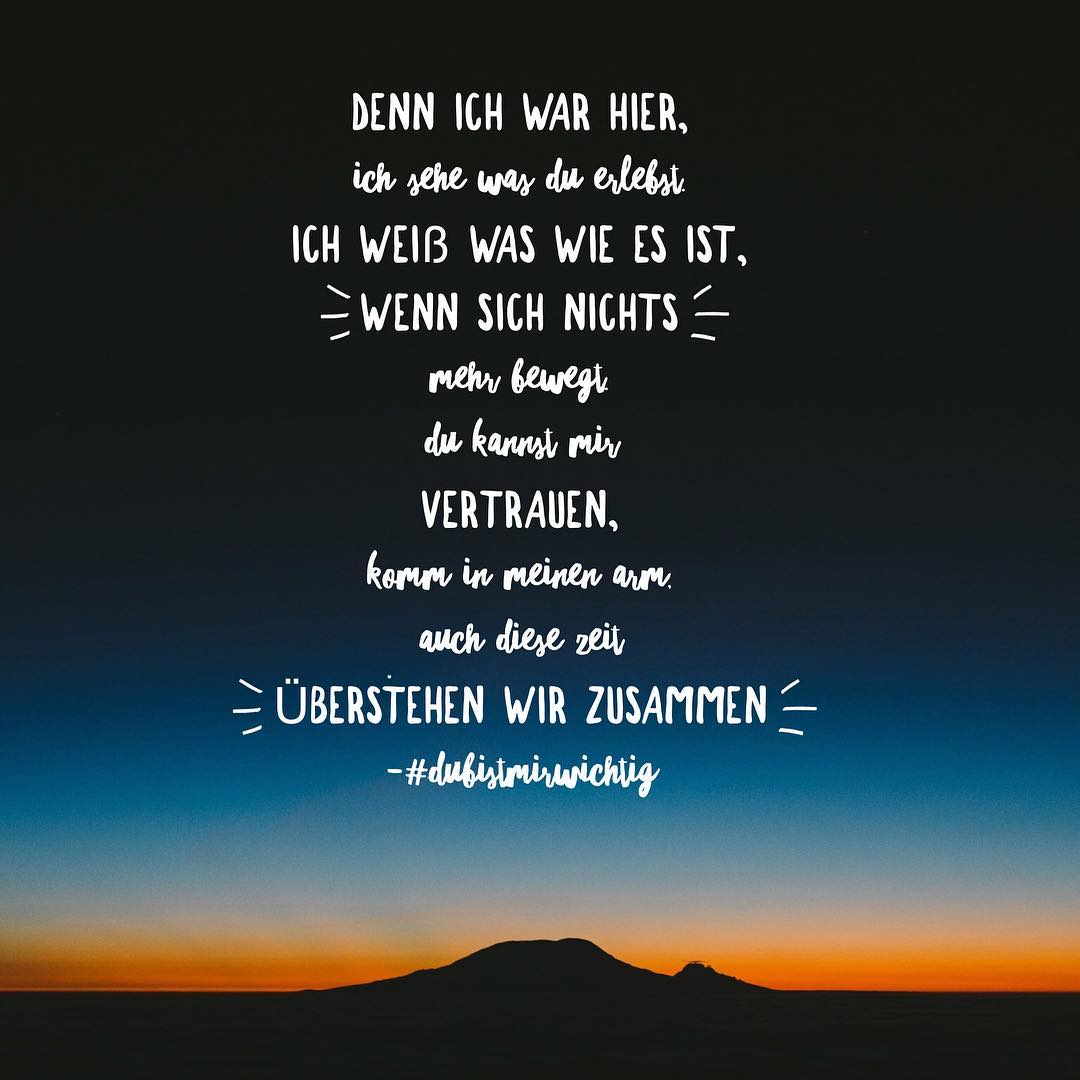 DENN ICH WAR HIER,
ich sehe was du erlebst.
ICH WEIß WAS WIE ES IST,
WENN SICH NICHTS
mehr bewegt.
du kannst mir
VERTRAUEN,
komm in meinen arm.
auch diese zeit
ÜBERSTEHEN WIR ZUSAMMEN
-#dubistmirwichtig